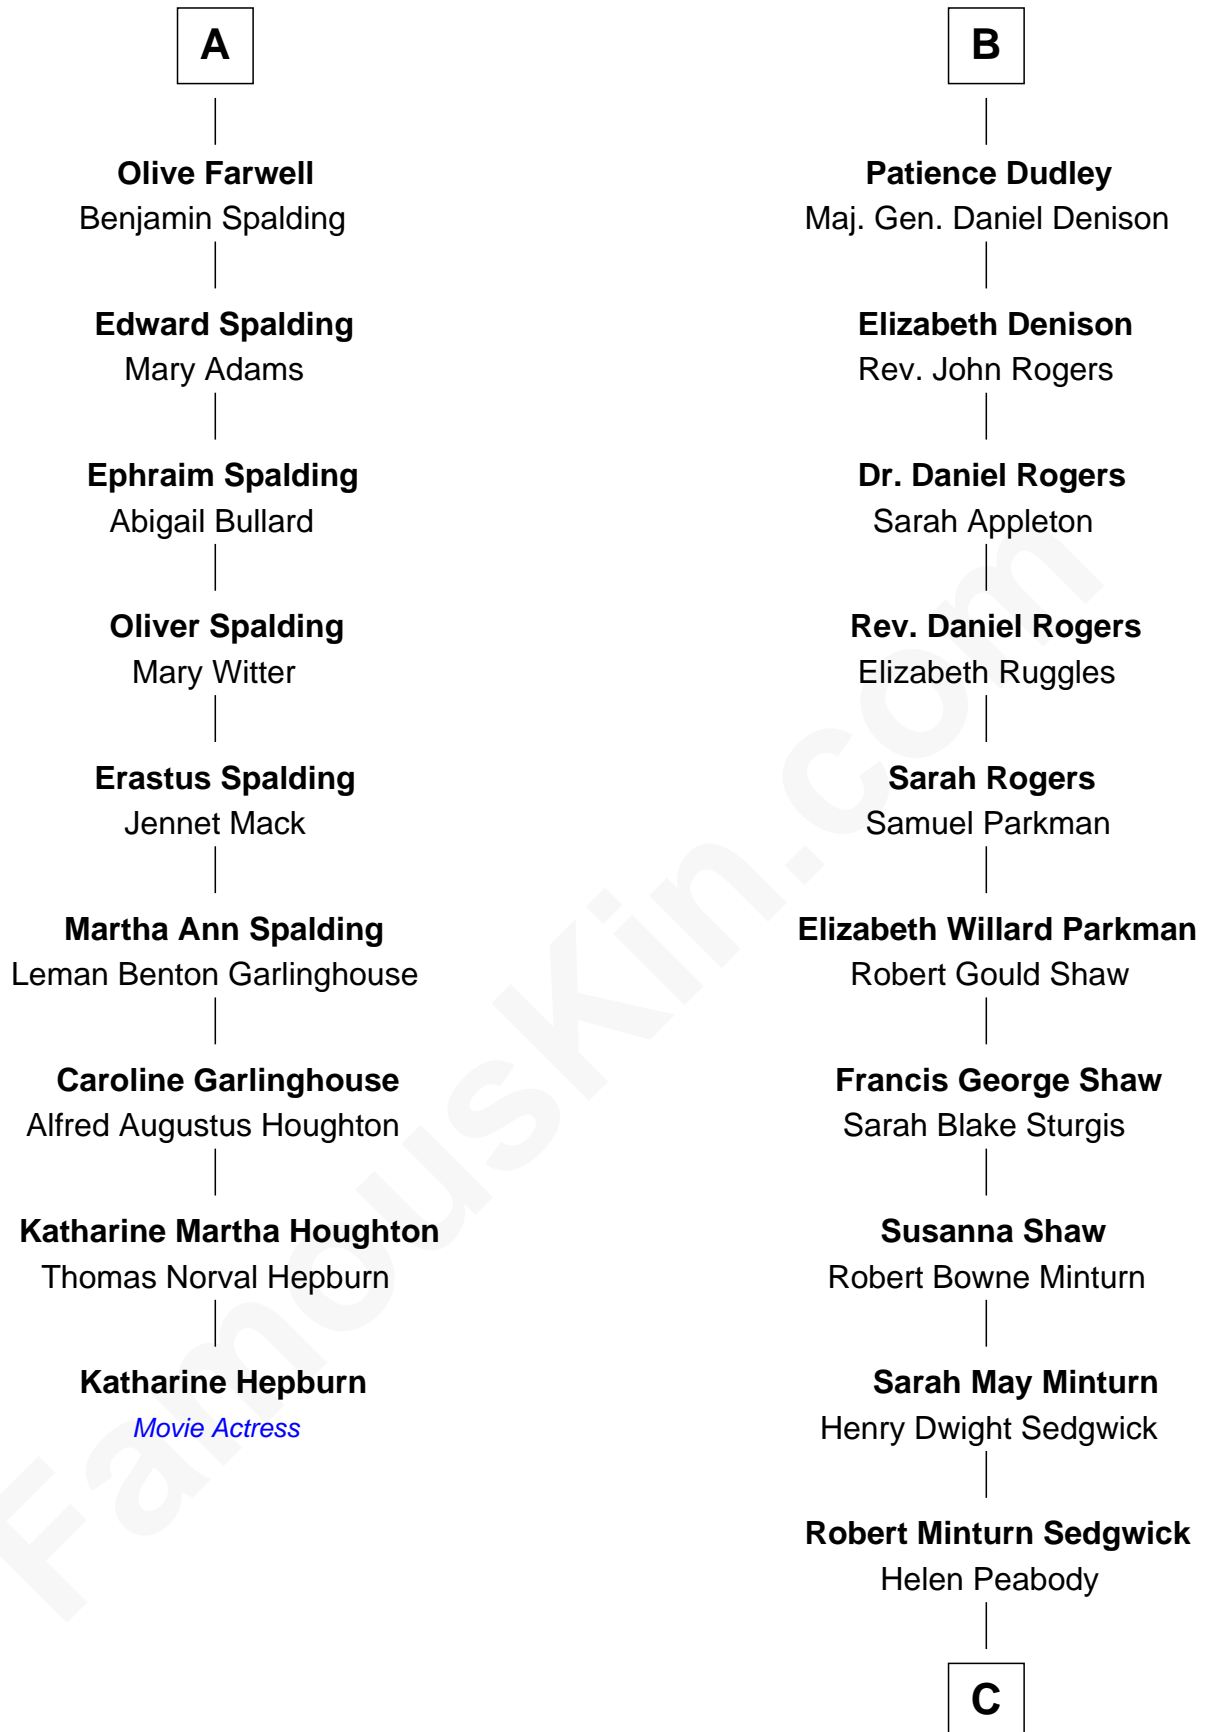 A
Olive Farwell
Benjamin Spalding
Edward Spalding
Mary Adams
Ephraim Spalding
Abigail Bullard
Oliver Spalding
Mary Witter
Erastus Spalding
Jennet Mack
Martha Ann Spalding
Leman Benton Garlinghouse
Caroline Garlinghouse
Alfred Augustus Houghton
Katharine Martha Houghton
Thomas Norval Hepburn
Katharine Hepburn
Movie Actress
B
Patience Dudley
Maj. Gen. Daniel Denison
Elizabeth Denison
Rev. John Rogers
Dr. Daniel Rogers
Sarah Appleton
Rev. Daniel Rogers
Elizabeth Ruggles
Sarah Rogers
Samuel Parkman
Elizabeth Willard Parkman
Robert Gould Shaw
Francis George Shaw
Sarah Blake Sturgis
Susanna Shaw
Robert Bowne Minturn
Sarah May Minturn
Henry Dwight Sedgwick
Robert Minturn Sedgwick
Helen Peabody
C
FamousKin.com